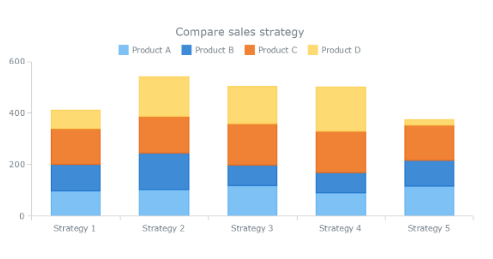 Compare sales strategy
Product A Product B Product C Product D
600
400
200
0
Strategy 1 Strategy 2 Strategy 3 Strategy 4 Strategy 5